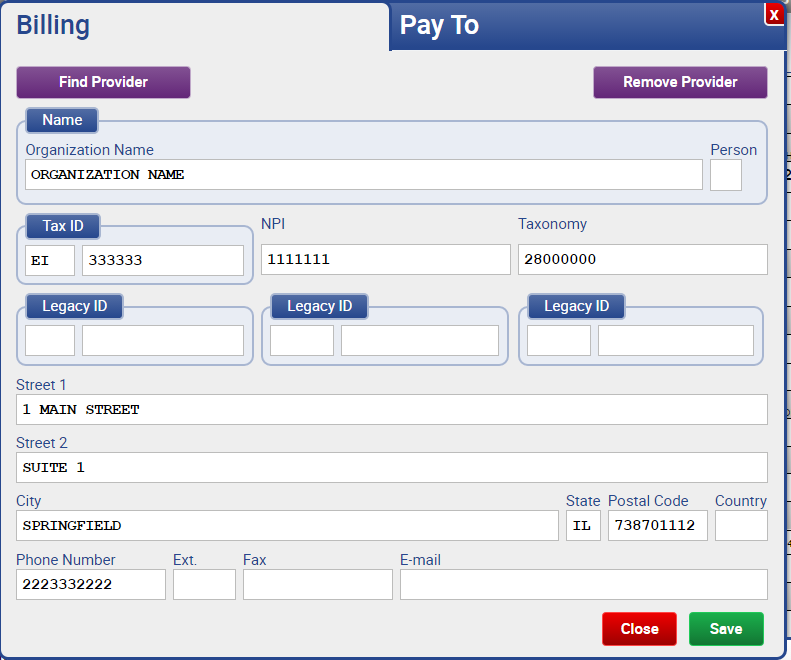 Billing
Pay To
X
Find Provider
Remove Provider
Name
Organization Name
Person
ORGANIZATION NAME
Tax ID
NPI
Taxonomy
EI
333333
1111111
28000000
Legacy ID
Legacy ID
Legacy ID
Street 1
1 MAIN STREET
Street 2
SUITE 1
City
State
Postal Code
Country
SPRINGFIELD
IL
738701112
Phone Number
Ext.
Fax
E-mail
2223332222
Close
Save